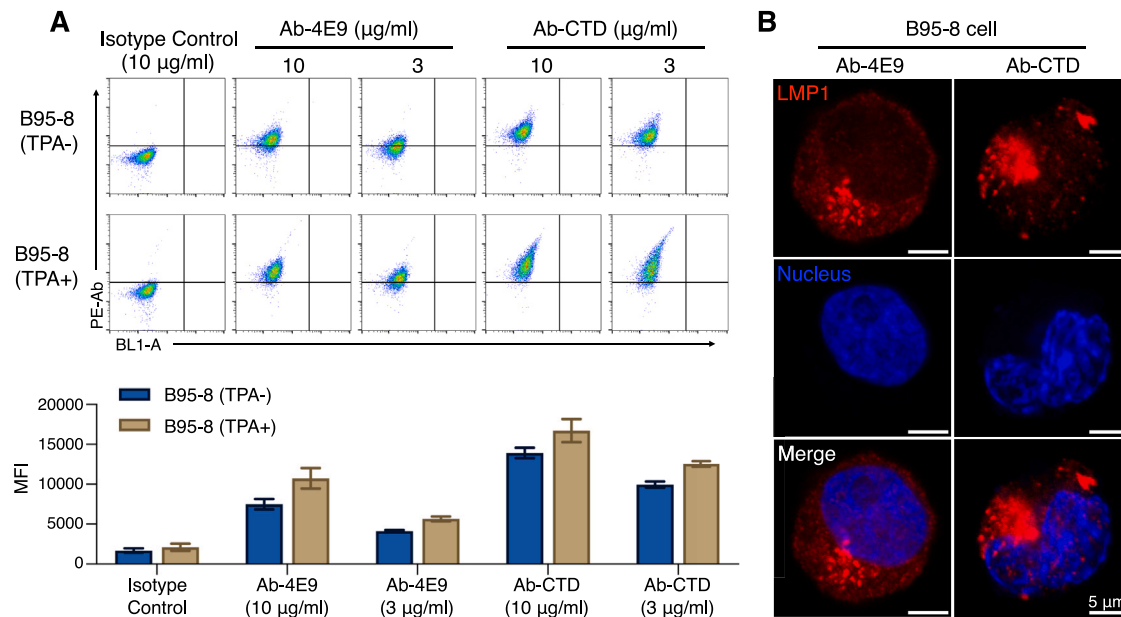 A
Isotype Control
(10 µg/ml)
Ab-4E9 (µg/ml)
Ab-CTD (µg/ml)
10
3
10
3
B95-8
(TPA-)
B95-8
(TPA+)
PE-Ab
BL1-A
B95-8 (TPA-)
B95-8 (TPA+)
MFI
20000
15000
10000
5000
0
Isotype
Control
Ab-4E9
(10 µg/ml)
Ab-4E9
(3 µg/ml)
Ab-CTD
(10 µg/ml)
Ab-CTD
(3 µg/ml)
B
B95-8 cell
Ab-4E9
Ab-CTD
LMP1
Nucleus
Merge
5 µm